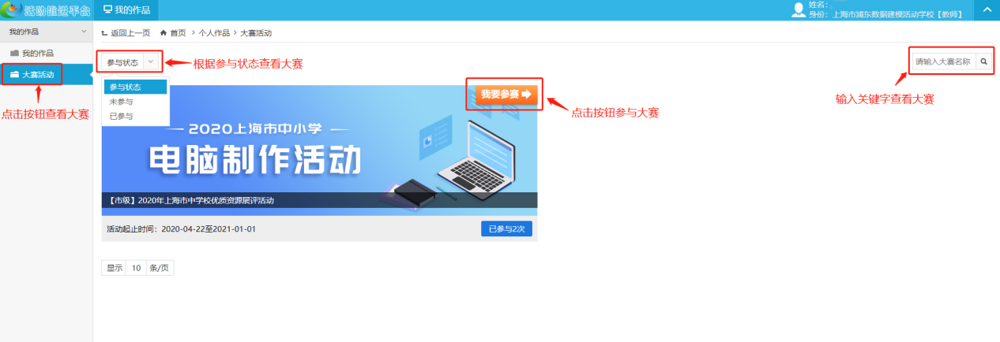 活动推进平台
我的作品
姓名:
身份: 上海市浦东数据建模活动学校【教师】
我的作品
返回上一页 首页 > 个人作品 > 大赛活动
我的作品
大赛活动
点击按钮查看大赛
参与状态
根据参与状态查看大赛
请输入大赛名称
输入关键字查看大赛
参与状态
未参与
已参与
我要参赛
点击按钮参与大赛
2020上海市中小学
电脑制作活动
【市级】2020年上海市中学校优质资源展评活动
活动起止时间：2020-04-22至2021-01-01
已参与2次
显示 10 条/页